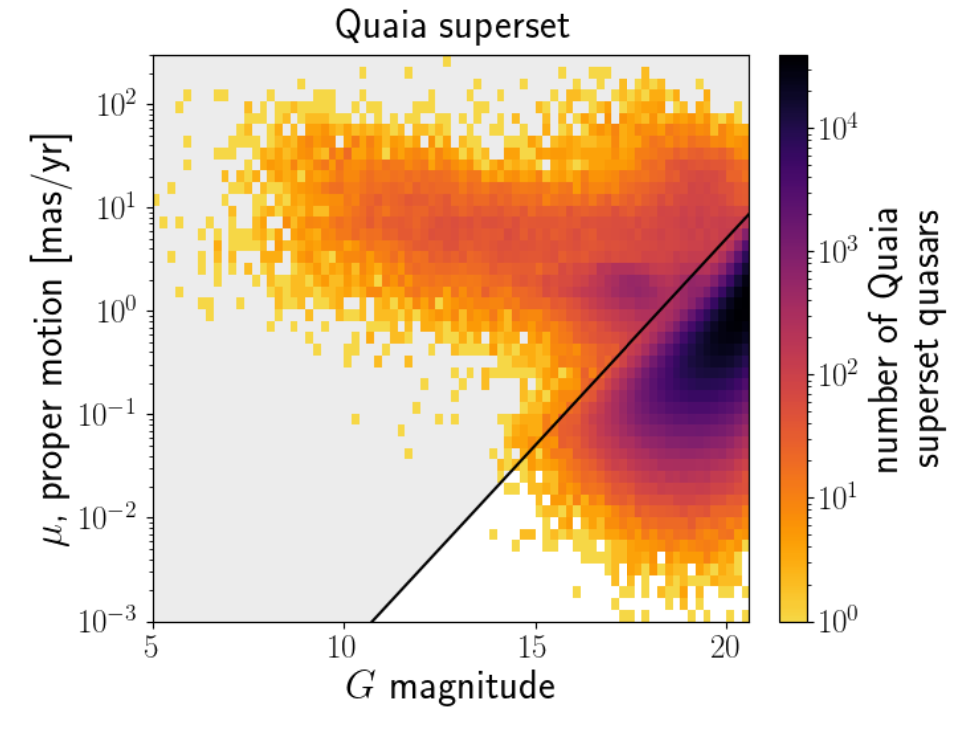 Quaia superset
μ, proper motion [mas/yr]
10²
10¹
10⁰
10⁻¹
10⁻²
10⁻³
5 10 15 20
G magnitude
10⁴
10³
10²
10¹
10⁰
number of Quaia
superset quasars